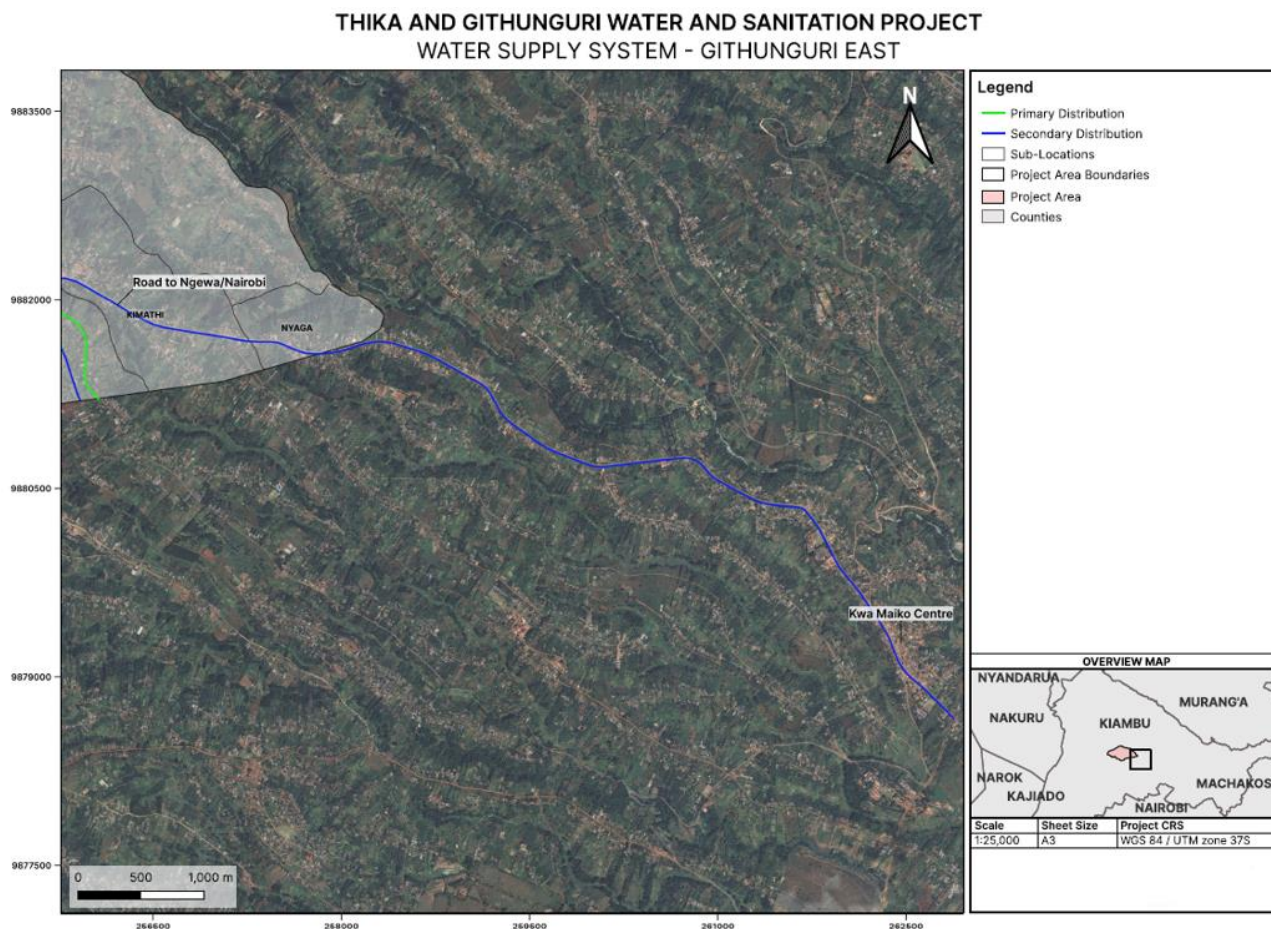 THIKA AND GITHUNGURI WATER AND SANITATION PROJECT
WATER SUPPLY SYSTEM - GITHUNGURI EAST
9883500
9882000
9880500
9879000
9877500
N
Road to Ngewa/Nairobi
KIMATHI
NYAGA
Kwa Maiko Centre
0 500 1,000 m
266500 268000 269500 261000 262500
Legend
Primary Distribution
Secondary Distribution
Sub-Locations
Project Area Boundaries
Project Area
Counties
OVERVIEW MAP
NYANDARUA
MURANG'A
NAKURU
KIAMBU
NAROK
MACHAKOS
KAJIADO
NAIROBI
Scale Sheet Size Project CRS
1:25,000 A3 WGS 84 / UTM zone 37S